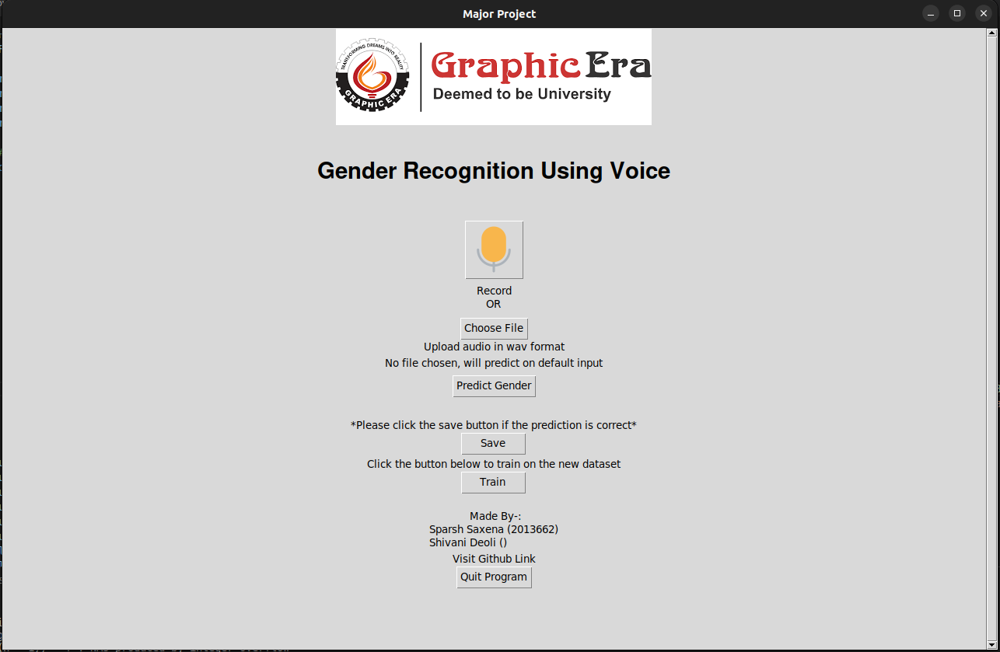 Major Project
TRANSFORMING DREAMS INTO REALITY
GRAPHIC ERA
Graphic Era
Deemed to be University
Gender Recognition Using Voice
Record
OR
Choose File
Upload audio in wav format
No file chosen, will predict on default input
Predict Gender
*Please click the save button if the prediction is correct*
Save
Click the button below to train on the new dataset
Train
Made By-:
Sparsh Saxena (2013662)
Shivani Deoli ()
Visit Github Link
Quit Program